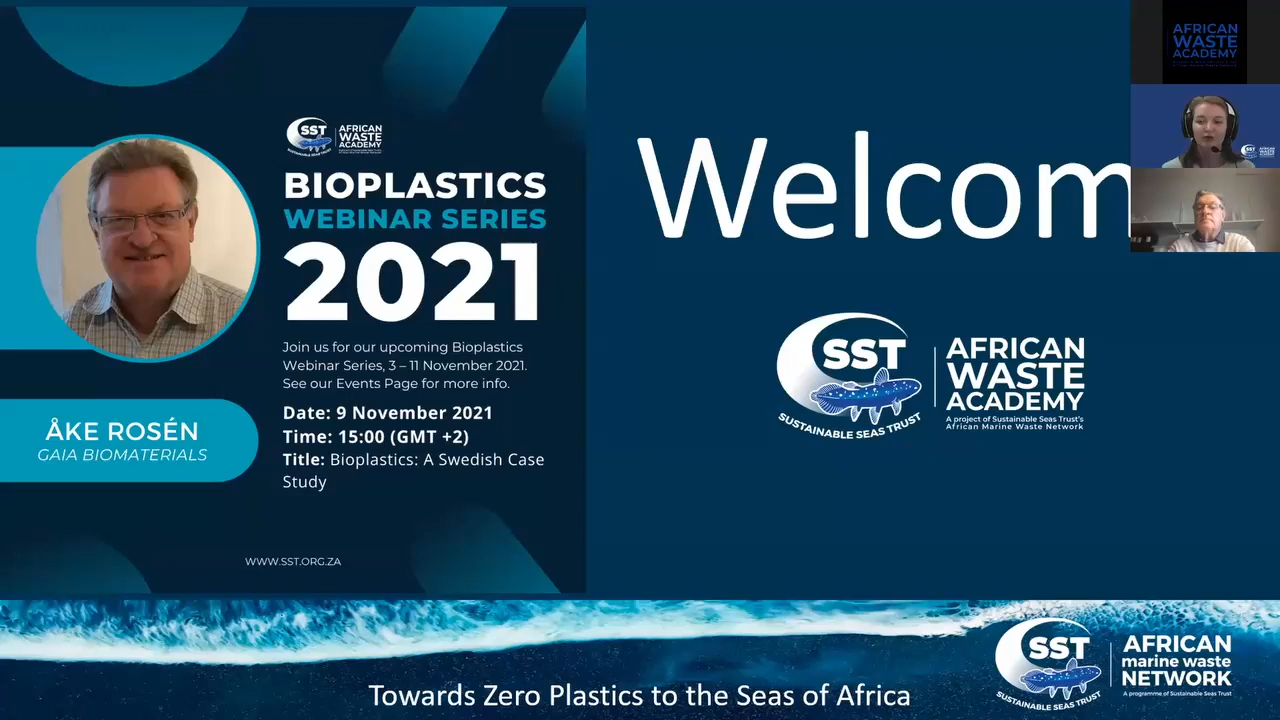 SST
SUSTAINABLE SEAS TRUST
AFRICAN
WASTE
ACADEMY
BIOPLASTICS
WEBINAR SERIES
2021
Join us for our upcoming Bioplastics
Webinar Series, 3 – 11 November 2021.
See our Events Page for more info.
Date: 9 November 2021
Time: 15:00 (GMT +2)
Title: Bioplastics: A Swedish Case
Study
ÅKE ROSÉN
GAIA BIOMATERIALS
WWW.SST.ORG.ZA
Welcom
SST
SUSTAINABLE SEAS TRUST
AFRICAN
WASTE
ACADEMY
A project of Sustainable Seas Trust's
African Marine Waste Network
AFRICAN
WASTE
ACADEMY
Towards Zero Plastics to the Seas of Africa
SST
SUSTAINABLE SEAS TRUST
AFRICAN
marine waste
NETWORK
A programme of Sustainable Seas Trust